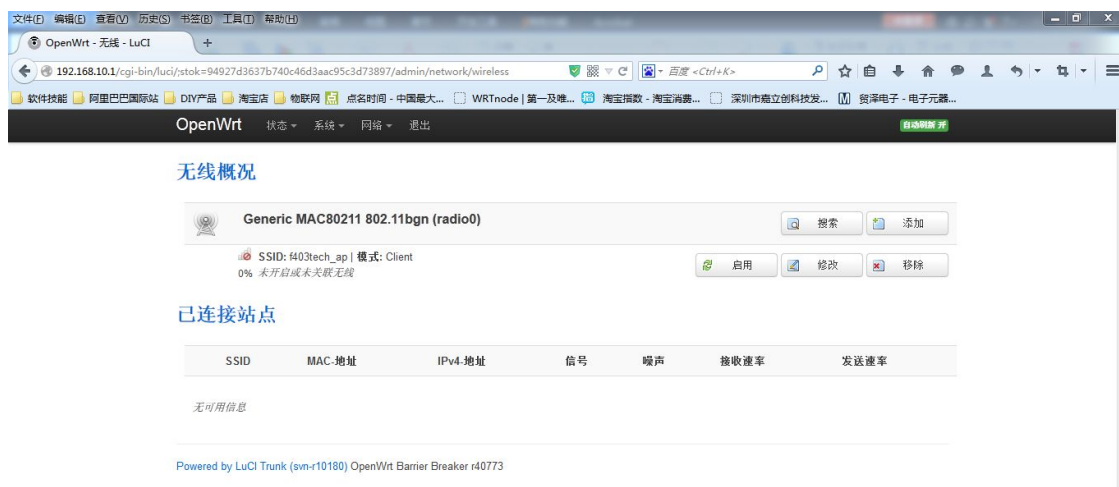 文件(F) 编辑(E) 查看(V) 历史(S) 书签(B) 工具(T) 帮助(H)
OpenWrt - 无线 - LuCI
192.168.10.1/cgi-bin/luci/;stok=94927d3637b740c46d3aac95c3d73897/admin/network/wireless 百度 <Ctrl+K>
软件技能 阿里巴巴国际站 DIY产品 淘宝店 物联网 点名时间 - 中国最大... WRTnode | 第一及唯... 淘宝指数 - 淘宝消费... 深圳市嘉立创科技发... 贸泽电子 - 电子元器...
OpenWrt 状态 系统 网络 退出 自动刷新 开
无线概况
Generic MAC80211 802.11bgn (radio0) 搜索 添加
SSID: f403tech_ap | 模式: Client
0% 未开启或未关联无线 启用 修改 移除
已连接站点
SSID MAC-地址 IPv4-地址 信号 噪声 接收速率 发送速率
无可用信息
Powered by LuCI Trunk (svn-r10180) OpenWrt Barrier Breaker r40773